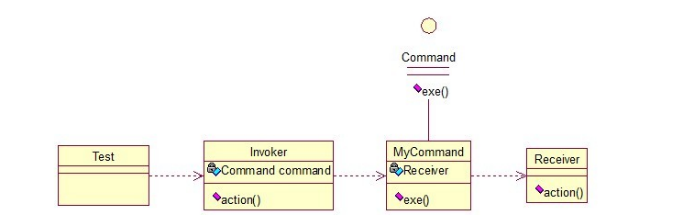 Command
exe()
Test
Invoker
Command command
action()
MyCommand
Receiver
exe()
Receiver
action()